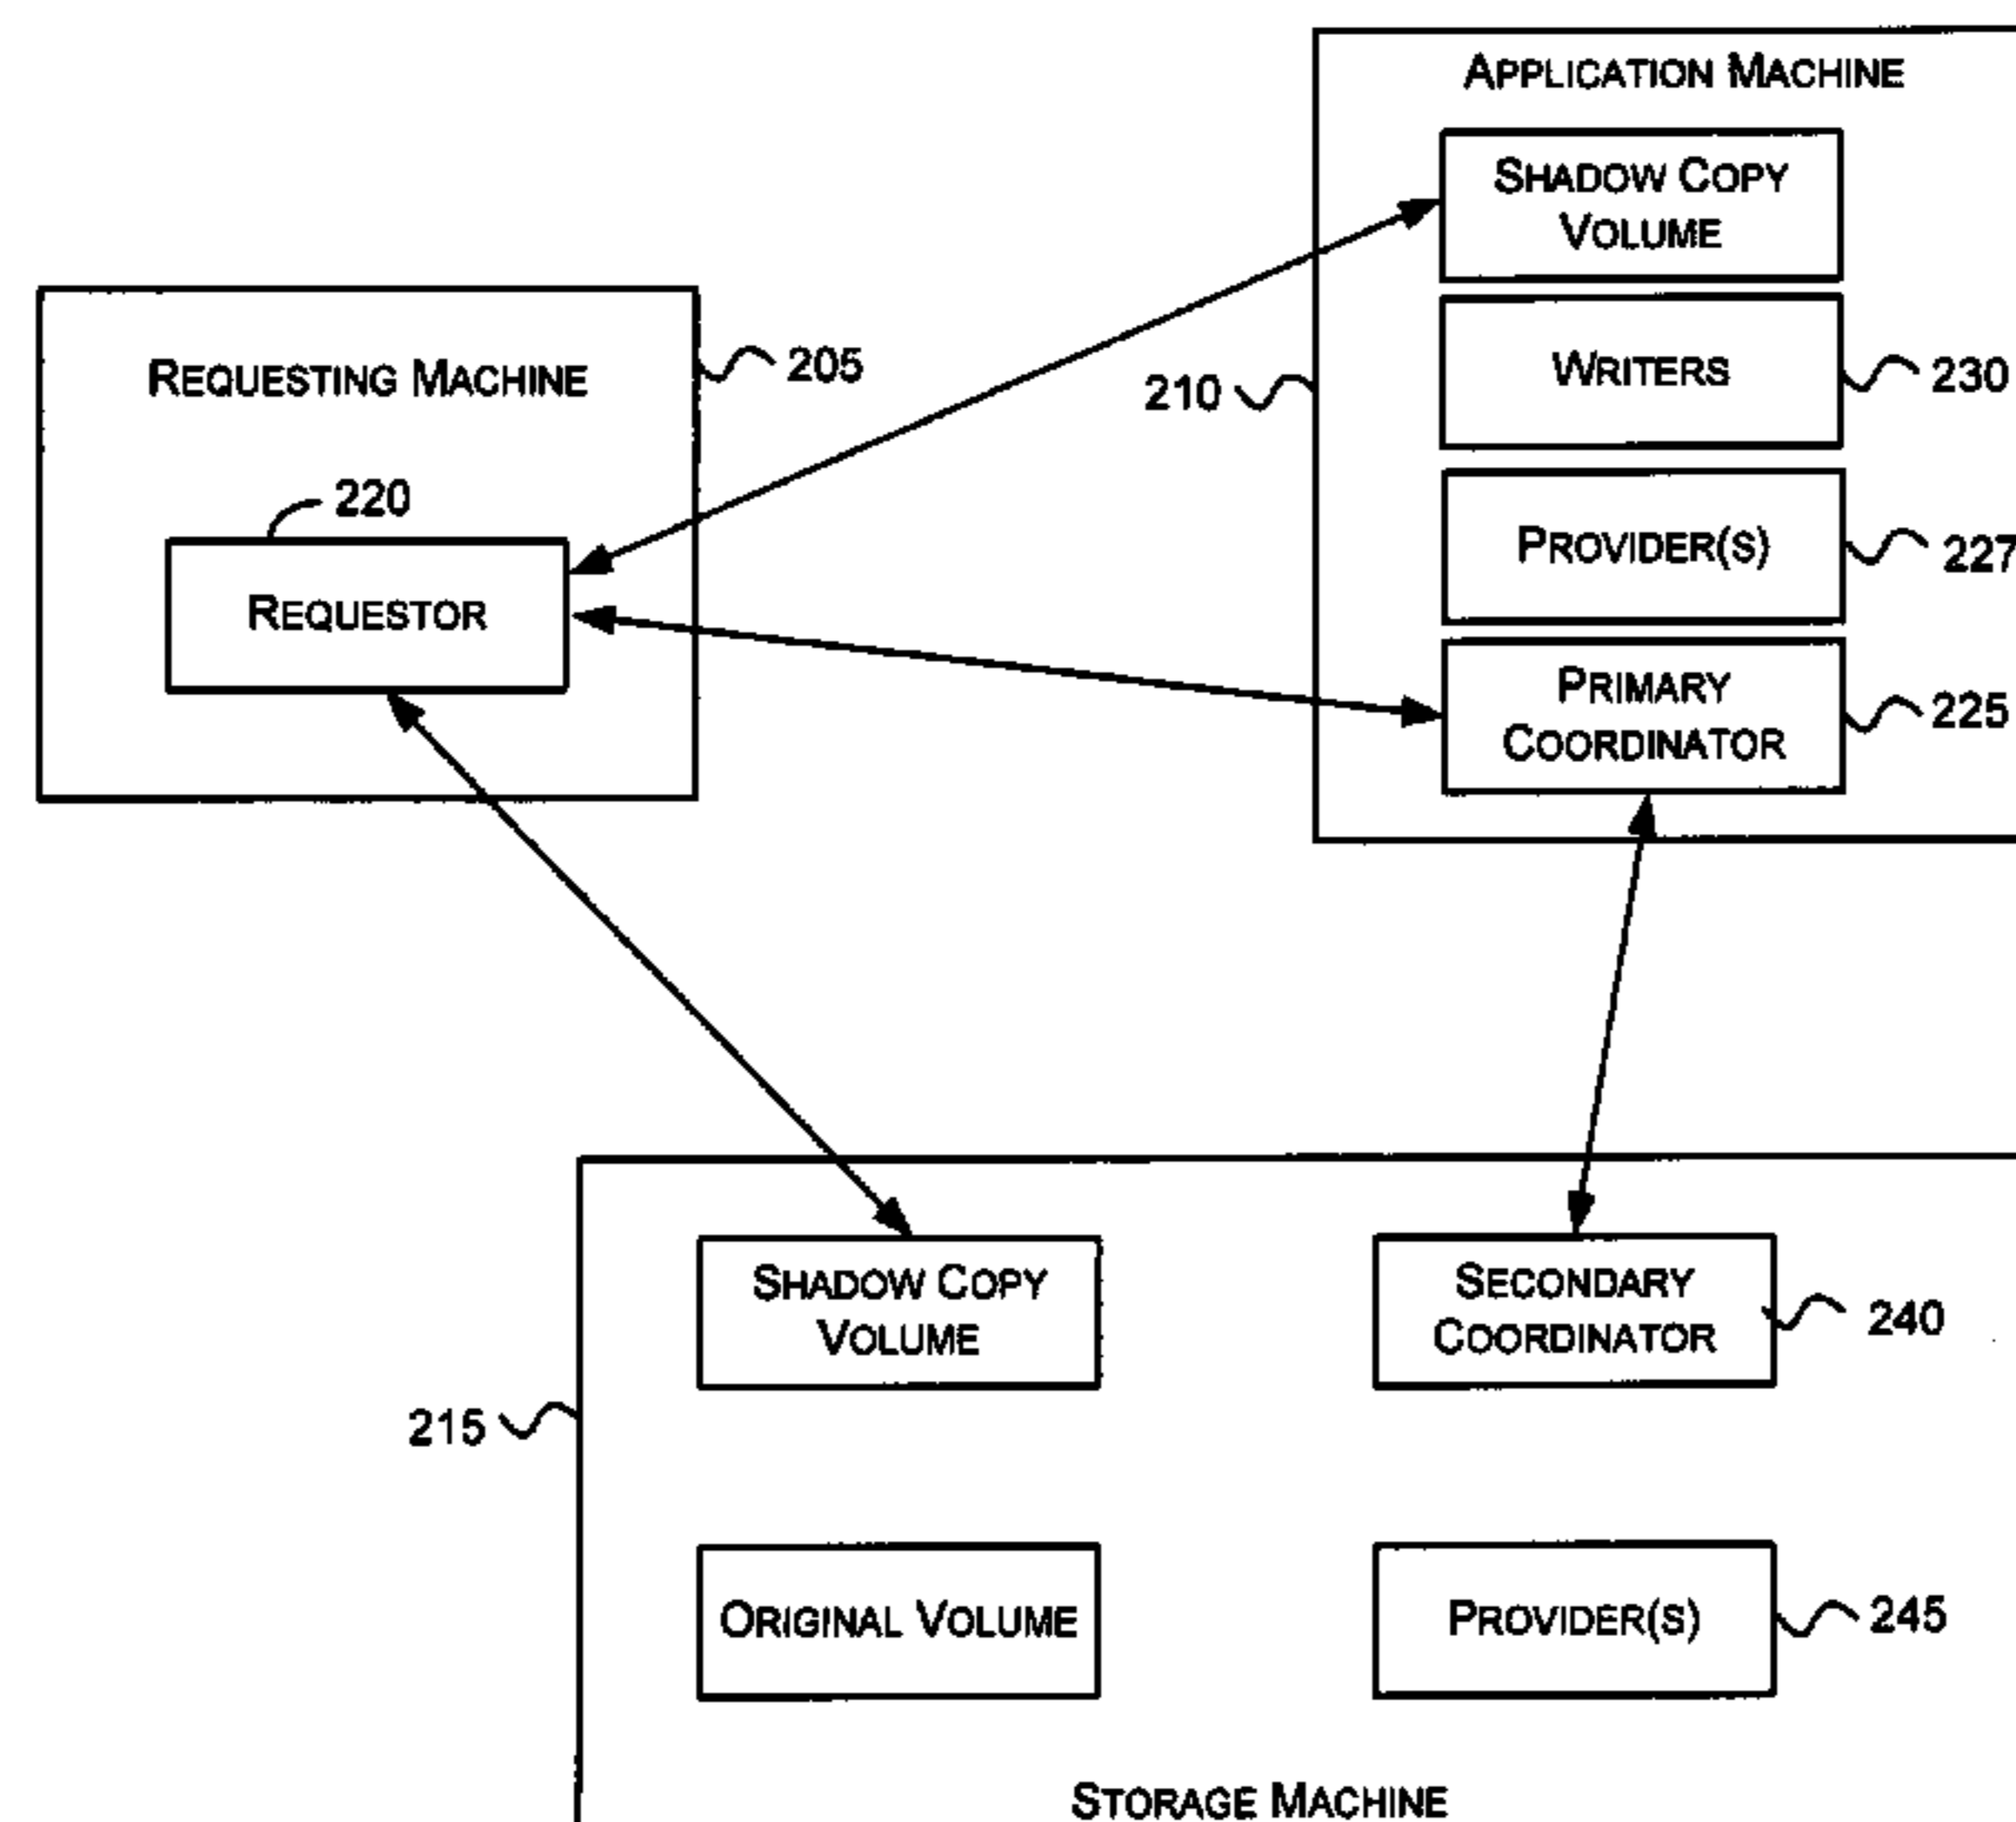 APPLICATION MACHINE
SHADOW COPY
VOLUME
WRITERS
230
210
PROVIDER(S)
227
PRIMARY
COORDINATOR
225
REQUESTING MACHINE
205
220
REQUESTOR
215
SHADOW COPY
VOLUME
SECONDARY
COORDINATOR
240
ORIGINAL VOLUME
PROVIDER(S)
245
STORAGE MACHINE